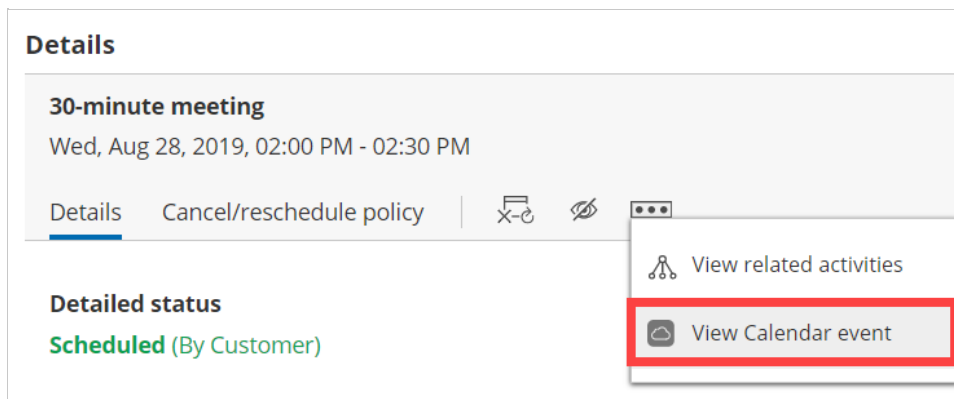 Details
30-minute meeting
Wed, Aug 28, 2019, 02:00 PM - 02:30 PM
Details Cancel/reschedule policy
View related activities
View Calendar event
Detailed status
Scheduled (By Customer)